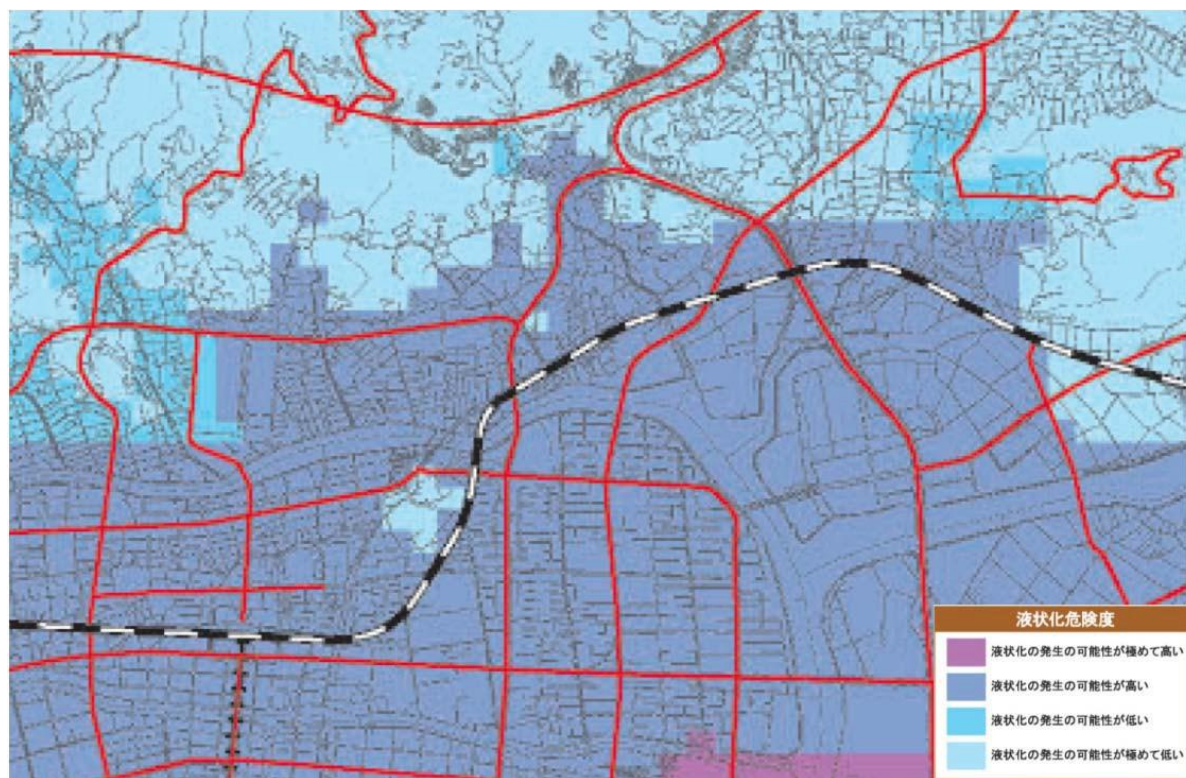 液状化危険度
液状化の発生の可能性が極めて高い
液状化の発生の可能性が高い
液状化の発生の可能性が低い
液状化の発生の可能性が極めて低い